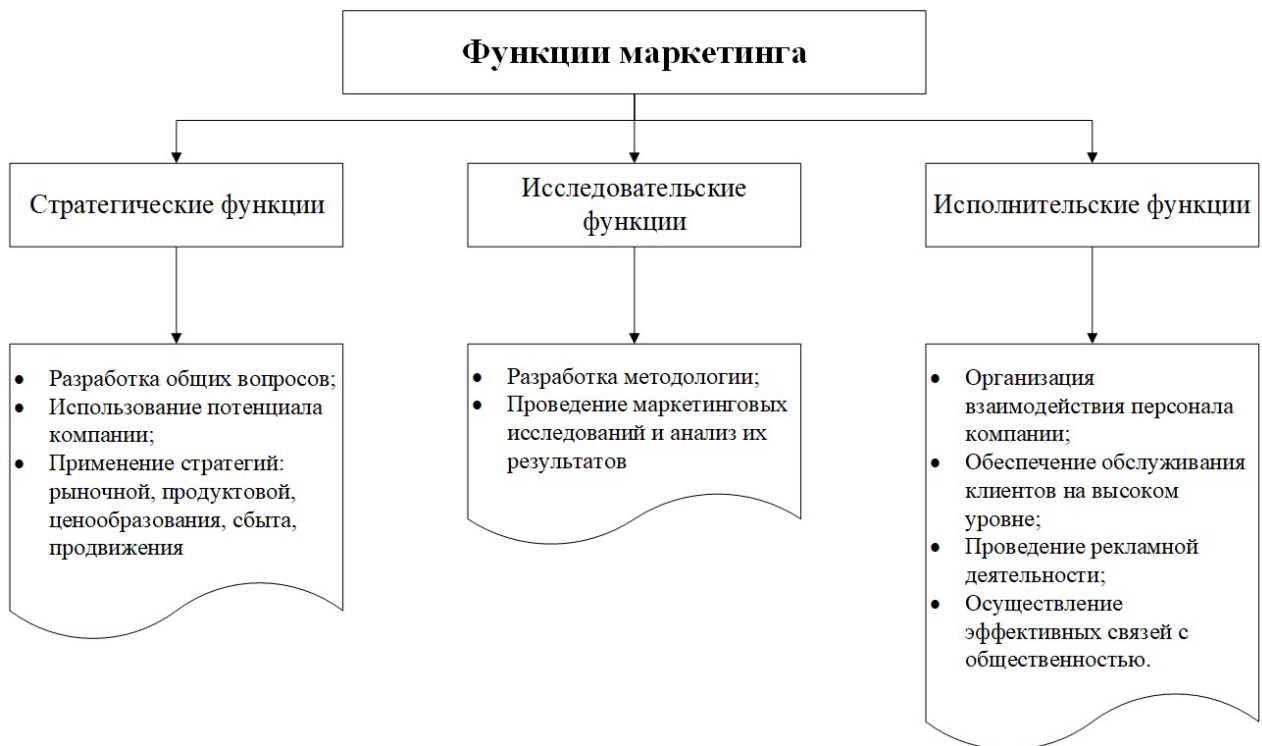 Функции маркетинга
Стратегические функции
Исследовательские
функции
Исполнительские функции
• Разработка общих вопросов;
• Использование потенциала
компании;
• Применение стратегий:
рыночной, продуктовой,
ценообразования, сбыта,
продвижения
• Разработка методологии;
• Проведение маркетинговых
исследований и анализ их
результатов
• Организация
взаимодействия персонала
компании;
• Обеспечение обслуживания
клиентов на высоком
уровне;
• Проведение рекламной
деятельности;
• Осуществление
эффективных связей с
общественностью.